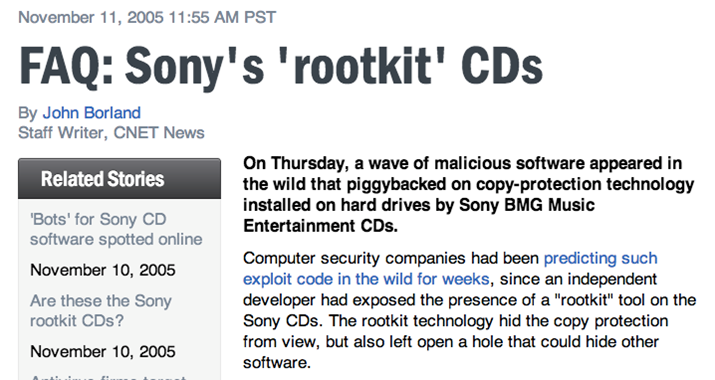 November 11, 2005 11:55 AM PST
FAQ: Sony's 'rootkit' CDs
By John Borland
Staff Writer, CNET News
Related Stories
'Bots' for Sony CD
software spotted online
November 10, 2005
Are these the Sony
rootkit CDs?
November 10, 2005
Antivirus firms target
On Thursday, a wave of malicious software appeared in
the wild that piggybacked on copy-protection technology
installed on hard drives by Sony BMG Music
Entertainment CDs.
Computer security companies had been predicting such
exploit code in the wild for weeks, since an independent
developer had exposed the presence of a "rootkit" tool on the
Sony CDs. The rootkit technology hid the copy protection
from view, but also left open a hole that could hide other
software.